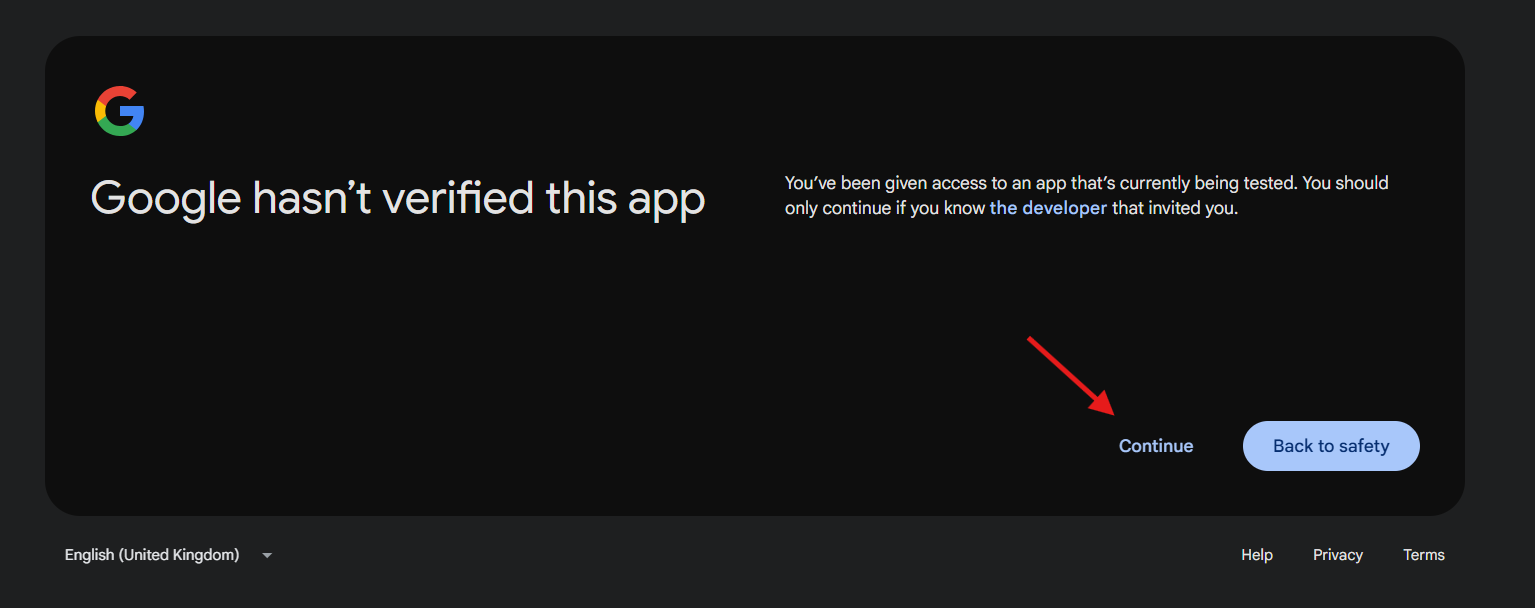 Google hasn’t verified this app
You’ve been given access to an app that’s currently being tested. You should
only continue if you know the developer that invited you.
Continue
Back to safety
English (United Kingdom)
Help
Privacy
Terms